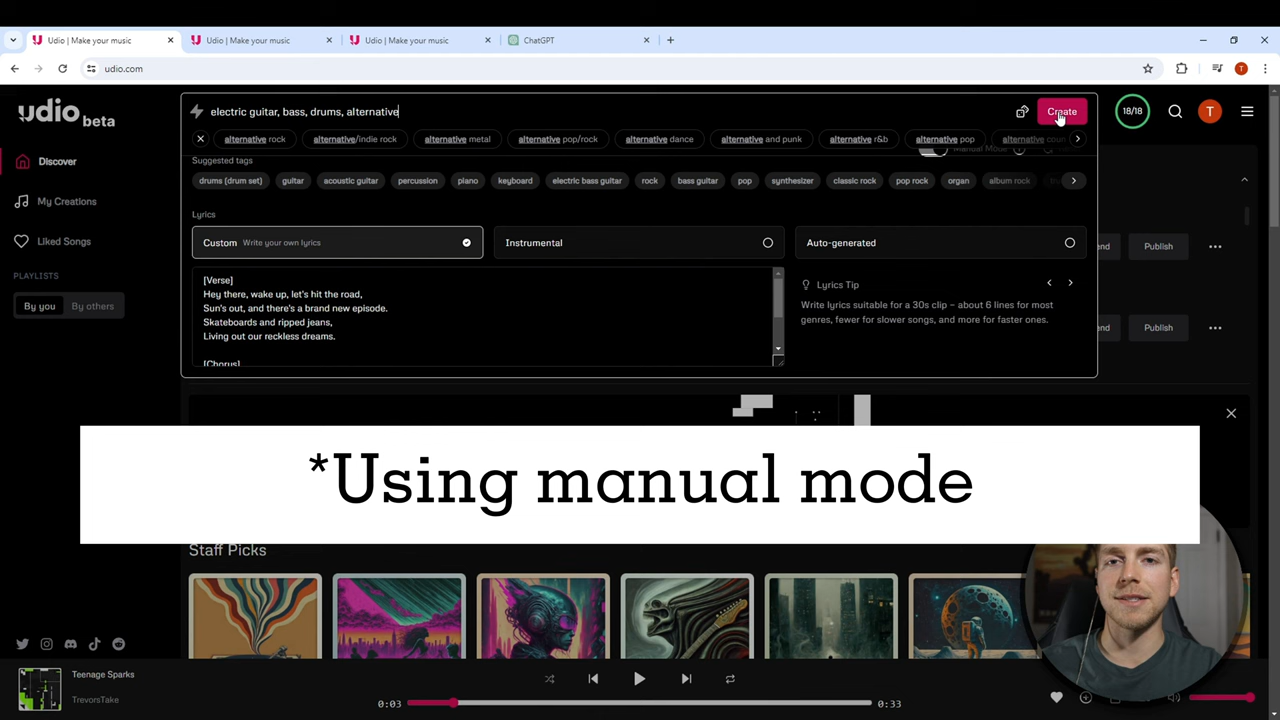 Udio | Make your music
Udio | Make your music
Udio | Make your music
ChatGPT
udio.com
T
udio beta
electric guitar, bass, drums, alternative
Create
18/18
T
alternative rock
alternative/indie rock
alternative metal
alternative pop/rock
alternative dance
alternative and punk
alternative r&b
alternative pop
Manual Mode
Suggested tags
drums (drum set)
guitar
acoustic guitar
percussion
piano
keyboard
electric bass guitar
rock
bass guitar
pop
synthesizer
classic rock
pop rock
organ
album rock
Discover
My Creations
Liked Songs
PLAYLISTS
By you
By others
Lyrics
Custom Write your own lyrics
Instrumental
Auto-generated
[Verse]
Hey there, wake up, let's hit the road,
Sun's out, and there's a brand new episode.
Skateboards and ripped jeans,
Living out our reckless dreams.
[Chorus]
Lyrics Tip
Write lyrics suitable for a 30s clip – about 6 lines for most
genres, fewer for slower songs, and more for faster ones.
Publish
Publish
*Using manual mode
Staff Picks
Teenage Sparks
TrevorsTake
0:03
0:33